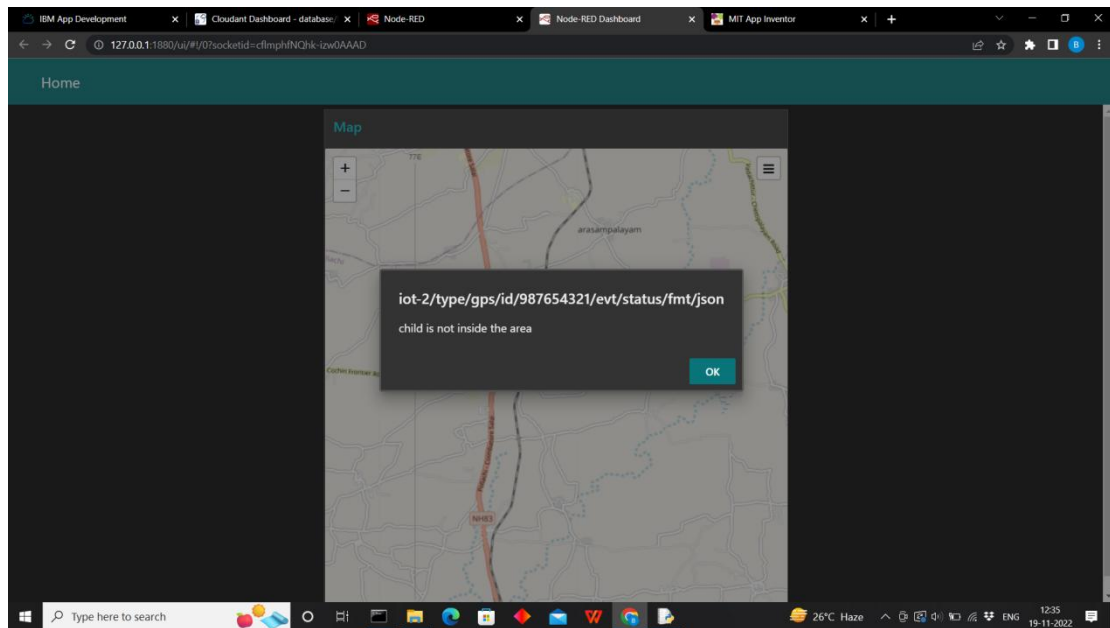 IBM App Development
Cloudant Dashboard - database/
Node-RED
Node-RED Dashboard
MIT App Inventor
127.0.0.1:1880/ui/#!/0?socketid=cflmphfNQhk-izw0AAAD
B
Home
Map
+
−
77E
arasampalayam
iot-2/type/gps/id/987654321/evt/status/fmt/json
child is not inside the area
OK
NH83
Type here to search
26°C Haze
ENG
12:35
19-11-2022